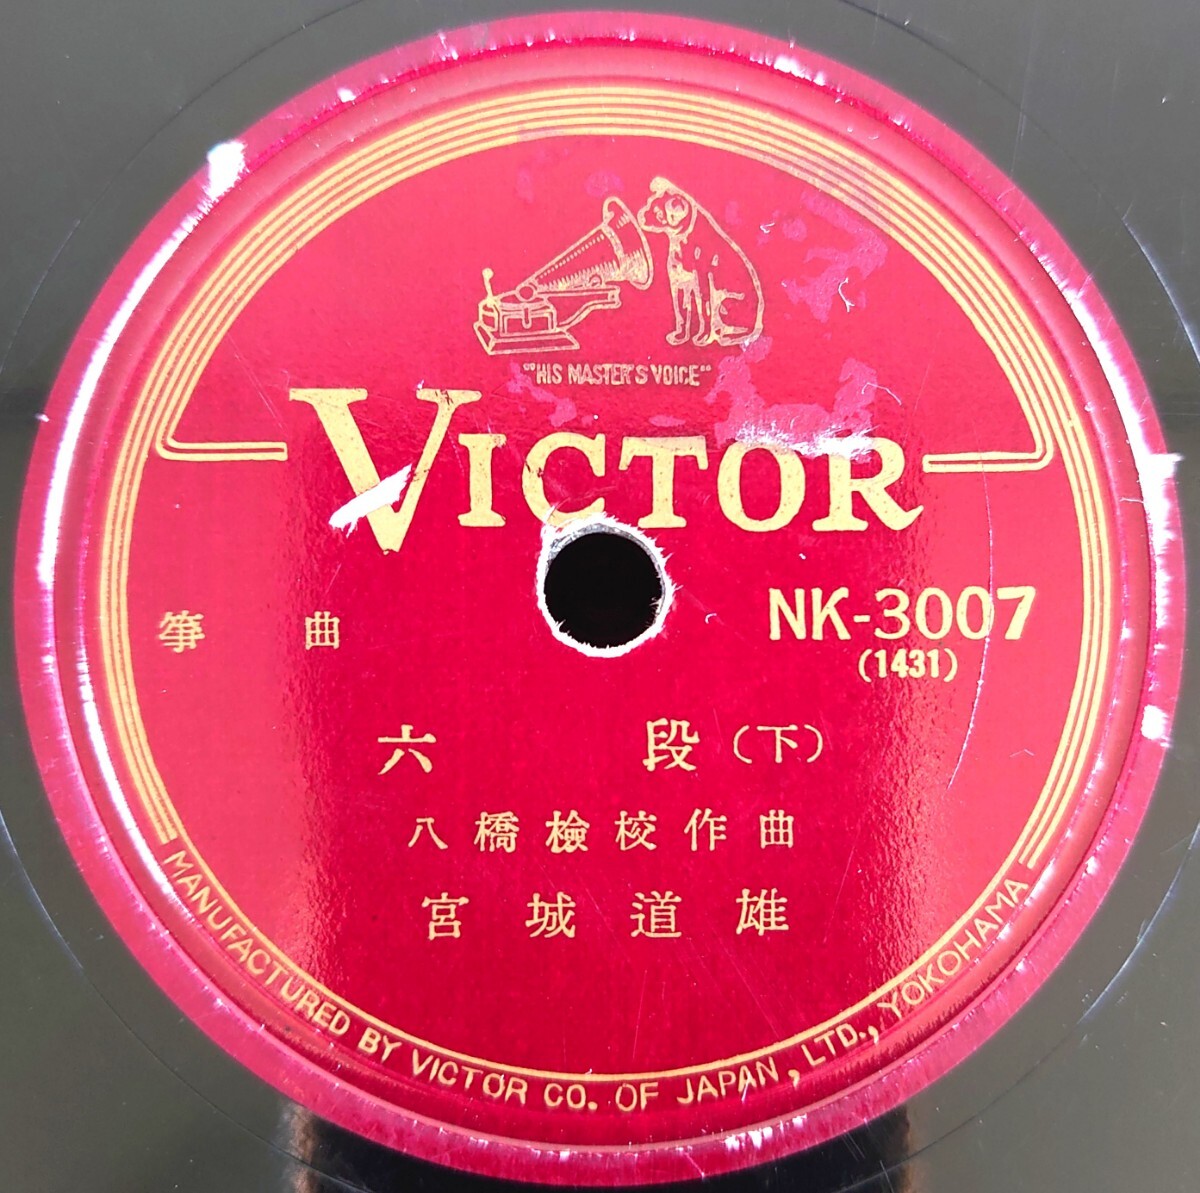 "HIS MASTER'S VOICE"
VICTOR
NK-3007
(1431)
箏曲
六段(下)
八橋檢校作曲
宮城道雄
MANUFACTURED BY VICTOR CO. OF JAPAN, LTD., YOKOHAMA